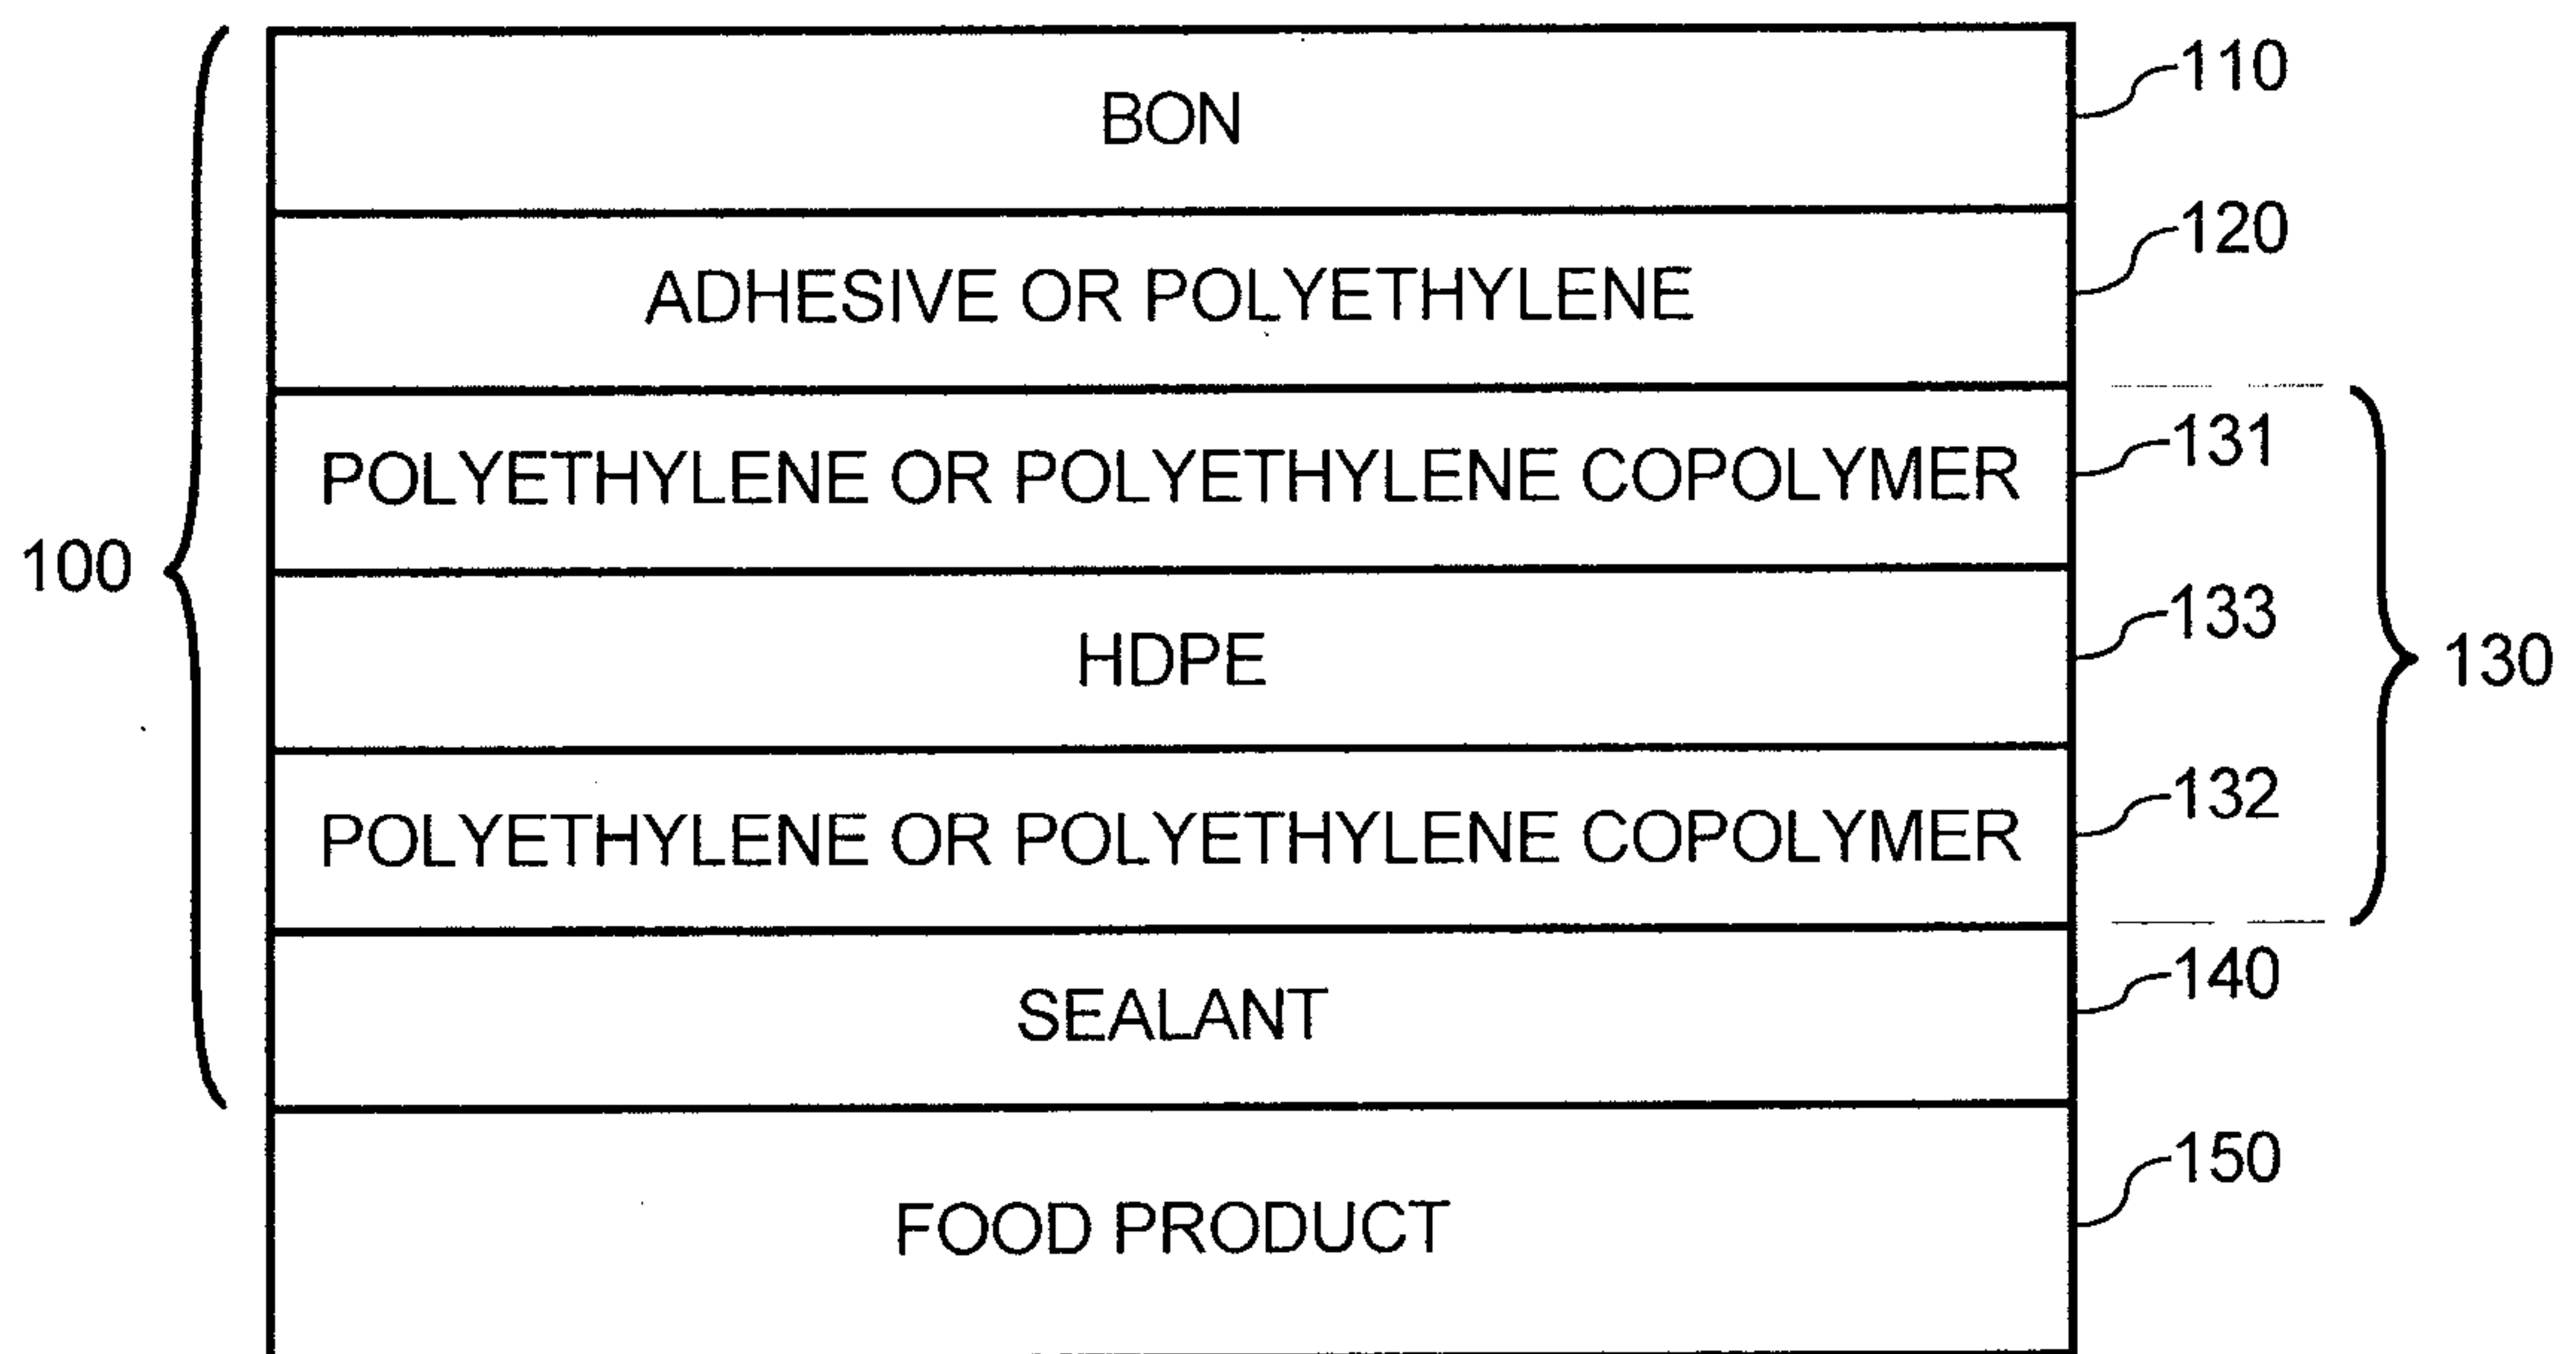 BON
110
ADHESIVE OR POLYETHYLENE
120
POLYETHYLENE OR POLYETHYLENE COPOLYMER
131
100
HDPE
133
130
POLYETHYLENE OR POLYETHYLENE COPOLYMER
132
SEALANT
140
FOOD PRODUCT
150